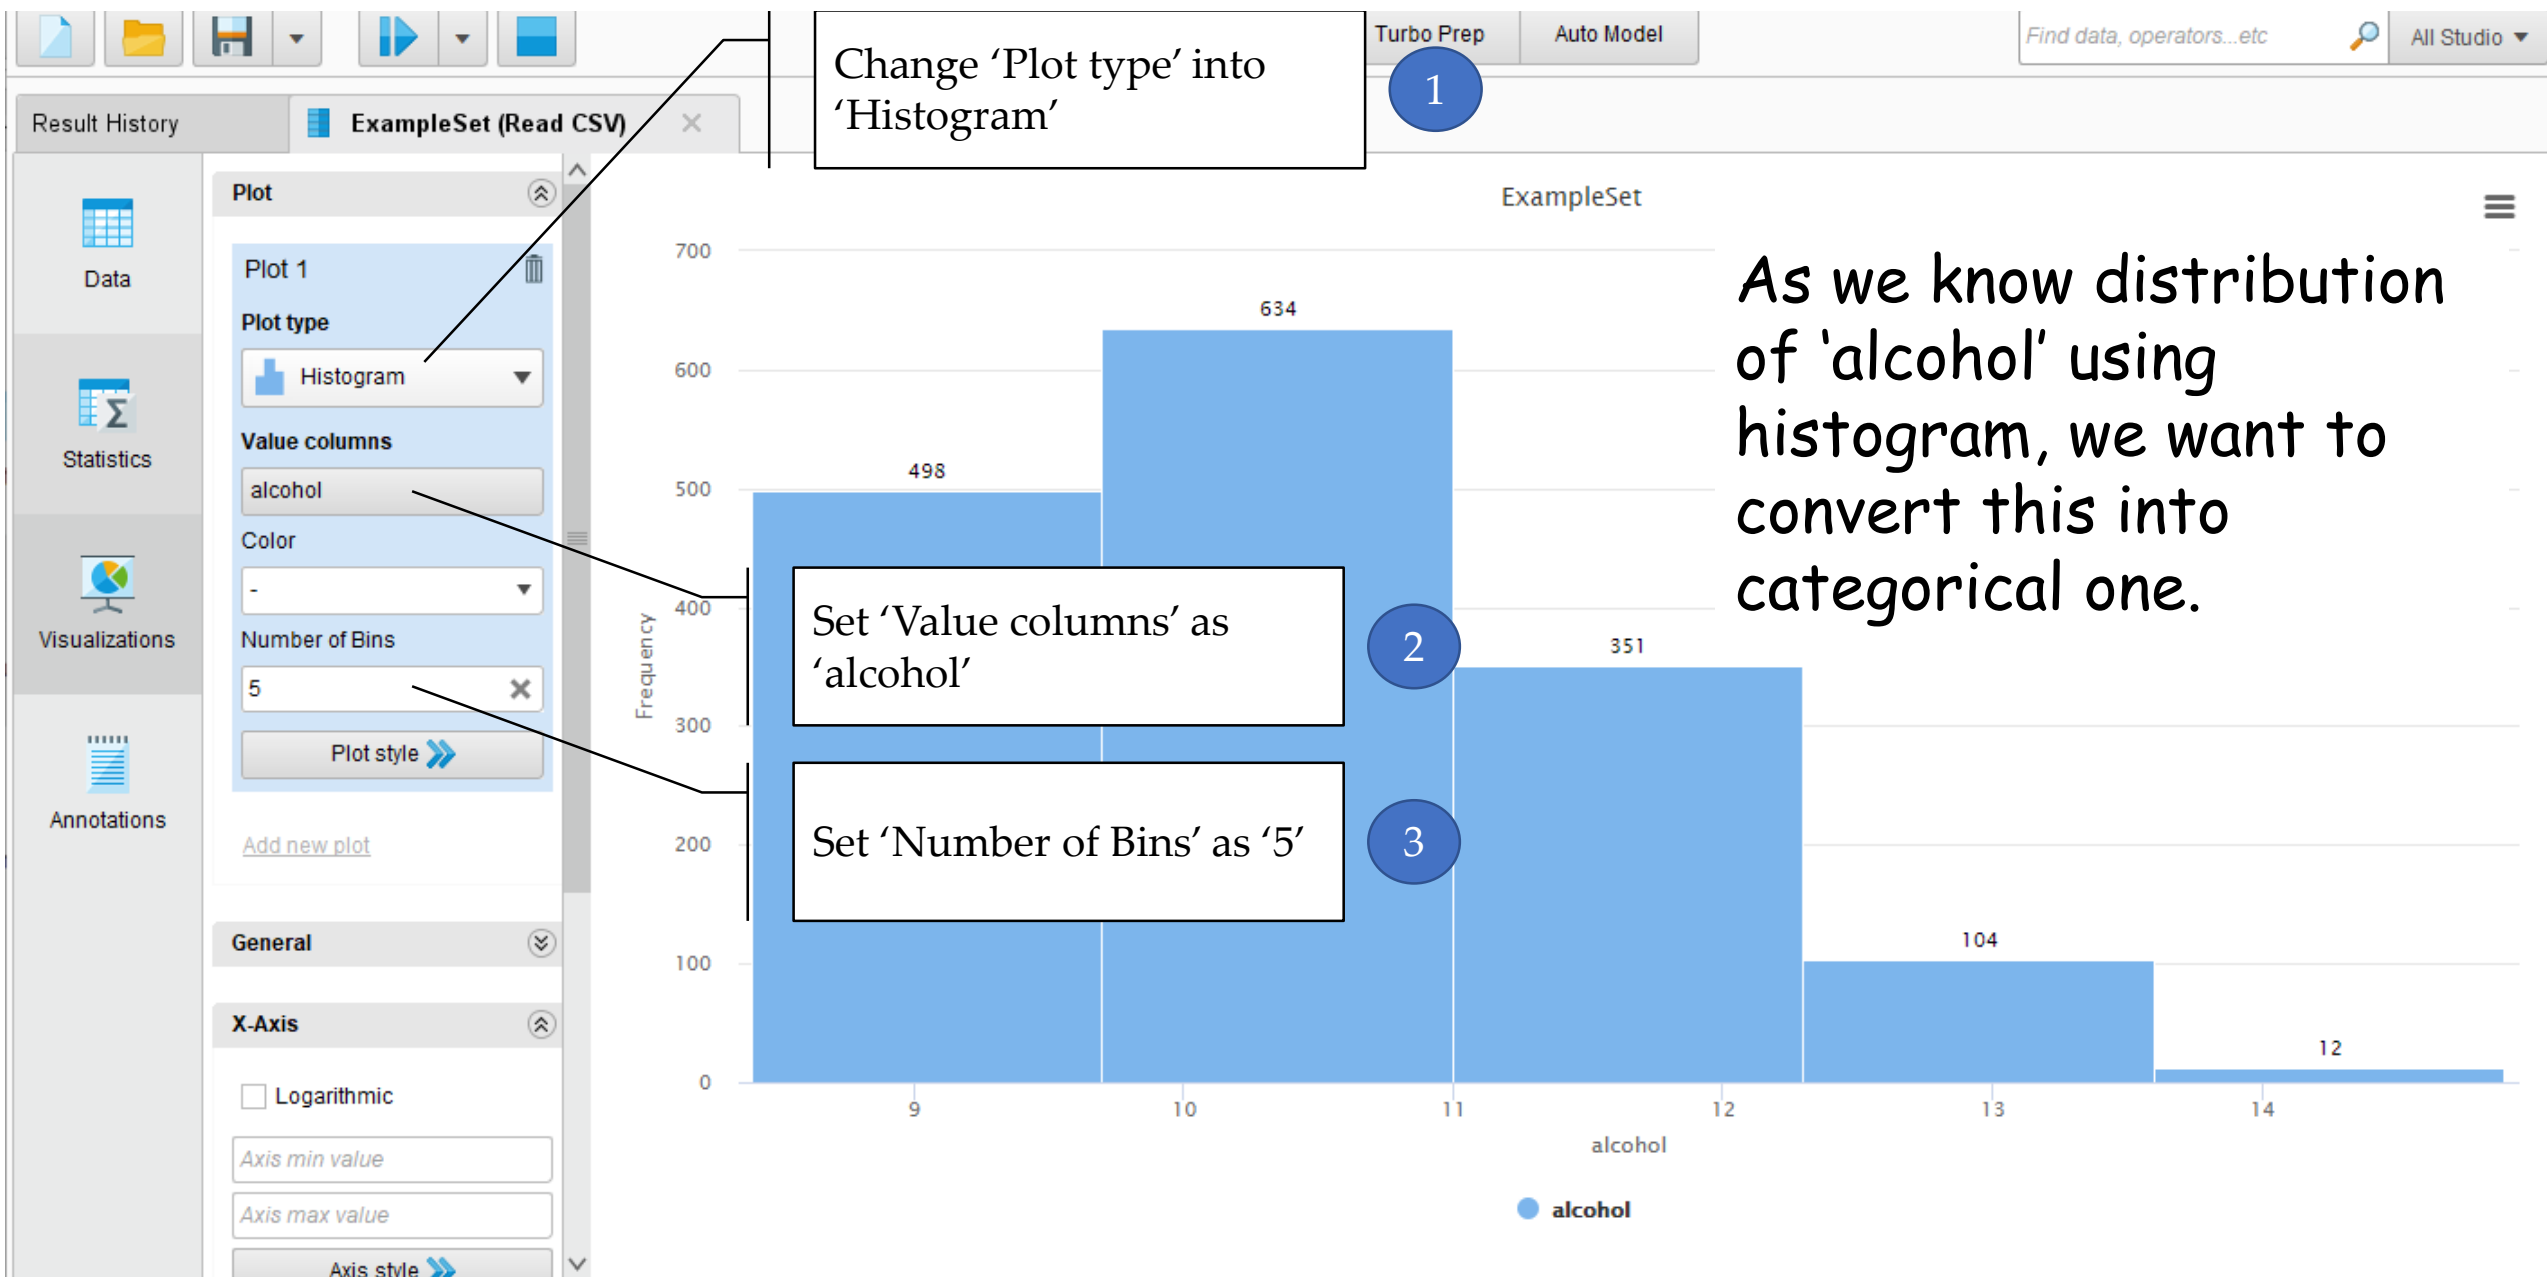 Turbo Prep
Auto Model
Find data, operators...etc
All Studio
Change ‘Plot type’ into
‘Histogram’
1
Result History
ExampleSet (Read CSV)
Data
Statistics
Visualizations
Annotations
Plot
Plot 1
Plot type
Histogram
Value columns
alcohol
Color
-
Number of Bins
5
Plot style
Add new plot
General
X-Axis
Logarithmic
Axis min value
Axis max value
Axis style
ExampleSet
700
600
500
400
300
200
100
0
Frequency
498
634
351
104
12
9
10
11
12
13
14
alcohol
alcohol
Set ‘Value columns’ as
‘alcohol’
2
Set ‘Number of Bins’ as ‘5’
3
As we know distribution
of ‘alcohol’ using
histogram, we want to
convert this into
categorical one.